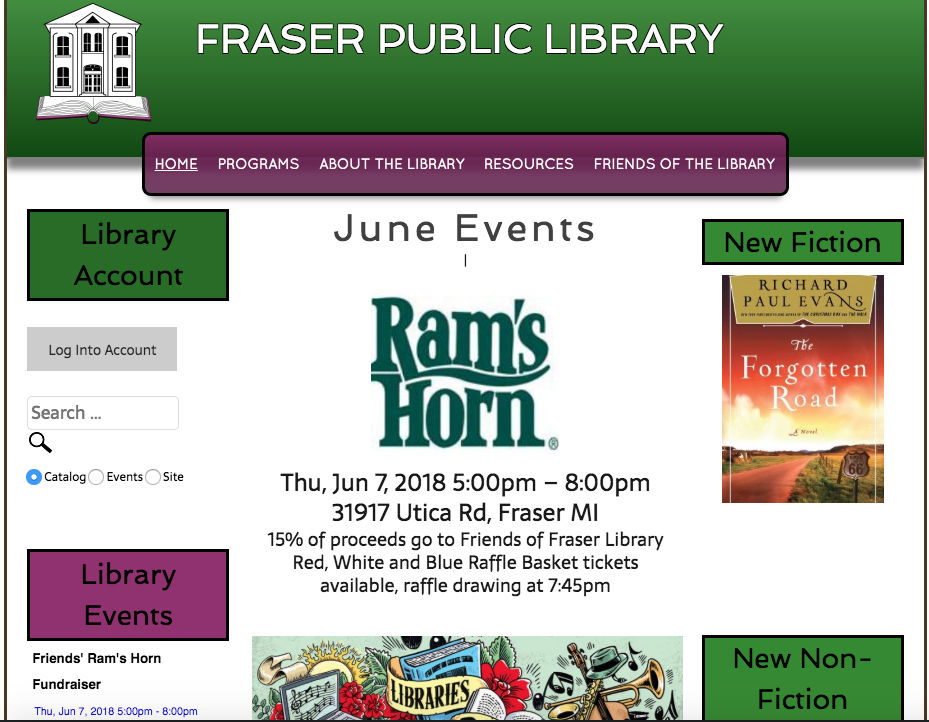 FRASER PUBLIC LIBRARY
HOME PROGRAMS ABOUT THE LIBRARY RESOURCES FRIENDS OF THE LIBRARY
Library
Account
Log Into Account
Search ...
Catalog Events Site
Library
Events
Friends' Ram's Horn
Fundraiser
Thu, Jun 7, 2018 5:00pm - 8:00pm
June Events
|
Ram's
Horn
®
Thu, Jun 7, 2018 5:00pm – 8:00pm
31917 Utica Rd, Fraser MI
15% of proceeds go to Friends of Fraser Library
Red, White and Blue Raffle Basket tickets
available, raffle drawing at 7:45pm
LIBRARIES
New Fiction
RICHARD
PAUL EVANS
The
Forgotten
Road
A Novel
66
New Non-
Fiction